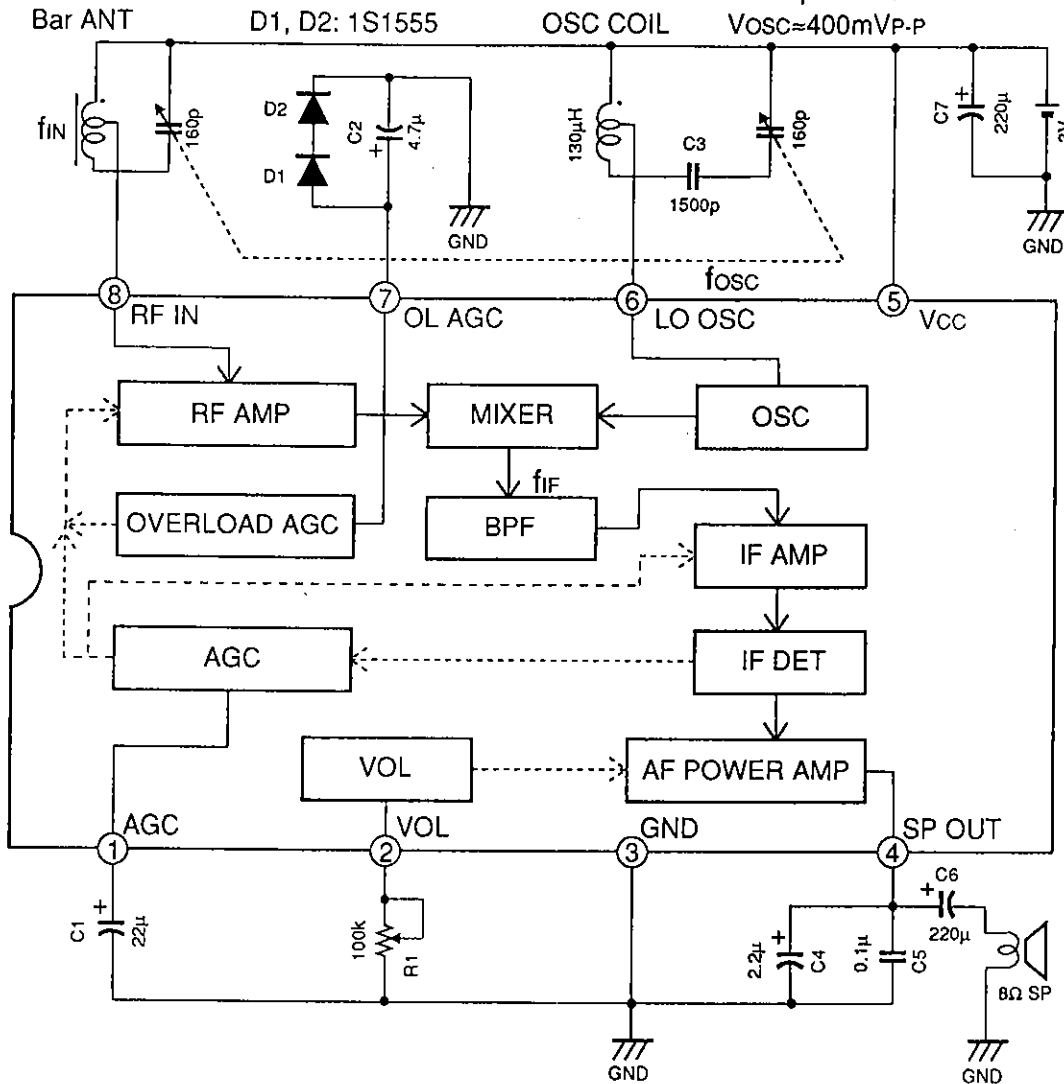 Bar ANT
D1, D2: 1S1555
OSC COIL
VOSC≈400mVP-P
fIN
160p
D2
D1
C2
4.7µ
+
GND
130µH
C3
1500p
160p
C7
+
220µ
GND
fOSC
8
RF IN
7
OL AGC
6
LO OSC
5
VCC
RF AMP
MIXER
OSC
fIF
OVERLOAD AGC
BPF
IF AMP
AGC
IF DET
VOL
AF POWER AMP
AGC
1
VOL
2
GND
3
SP OUT
4
C1
+
22µ
100k
R1
2.2µ
+
C4
0.1µ
C5
+
C6
220µ
8Ω SP
GND
GND